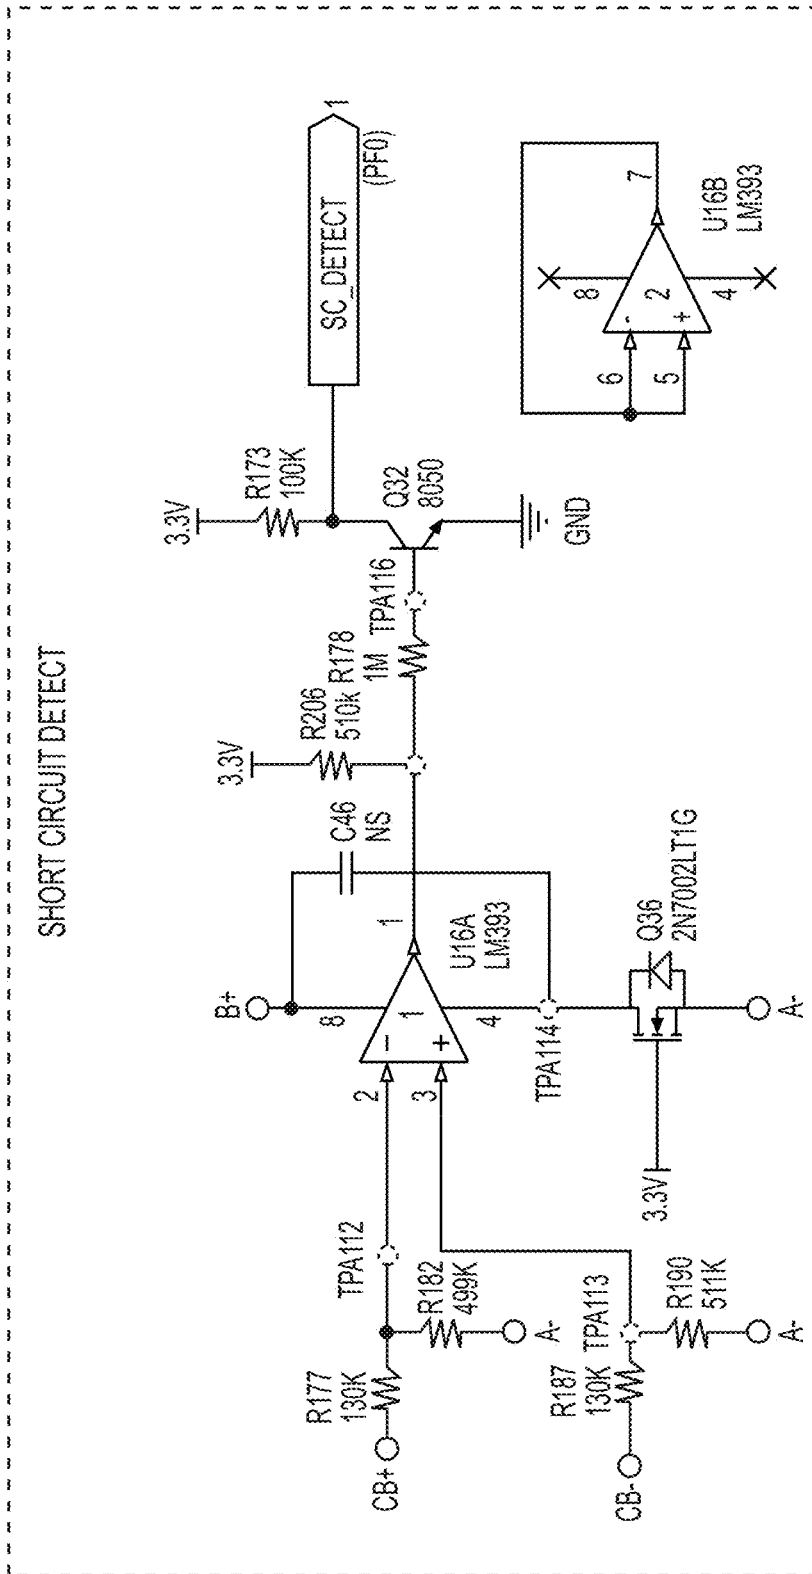 SHORT CIRCUIT DETECT
CB+
R177
130K
TPA112
R182
499K
A-
CB-
R187
130K
TPA113
R190
511K
A-
B+
8
2
3
-
+
1
4
1
U16A
LM393
C46
NS
TPA114
3.3V
Q36
2N7002LT1G
A-
3.3V
R206
510k
R178
1M
TPA116
3.3V
R173
100K
Q32
8050
GND
SC_DETECT
1
(PF0)
6
5
8
-
+
2
4
7
U16B
LM393